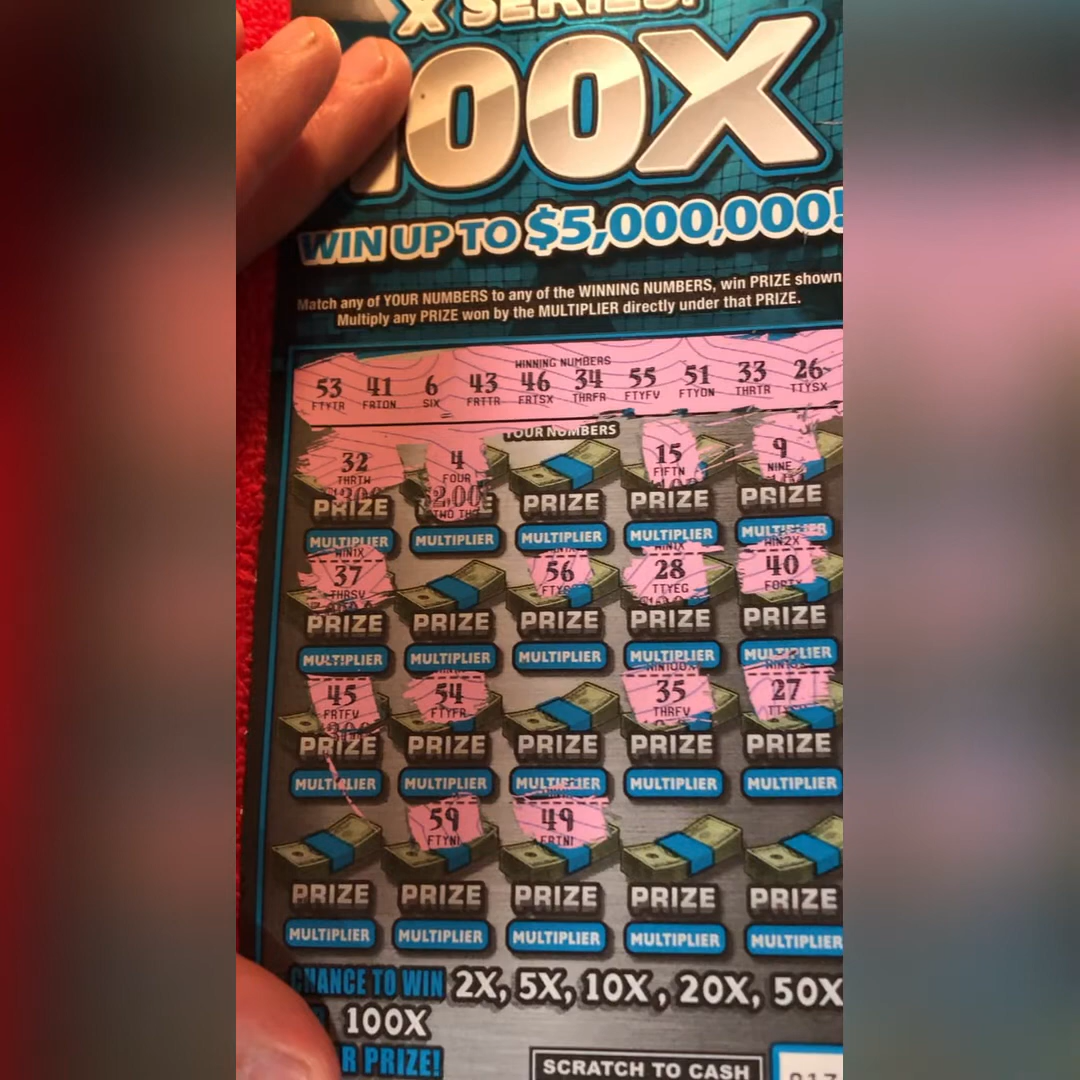 X SERIES:
100X
WIN UP TO $5,000,000!
Match any of YOUR NUMBERS to any of the WINNING NUMBERS, win PRIZE shown
Multiply any PRIZE won by the MULTIPLIER directly under that PRIZE.
WINNING NUMBERS
53 41 6 43 46 34 55 51 33 26
FTYTR FRTON SIX FRTTR FRTSX THRFR FTYFV FTYON THRTR TTYSX
YOUR NUMBERS
32 4 15 9
THRTW FOUR FIFTN NINE
PRIZE PRIZE PRIZE PRIZE
MULTIPLIER MULTIPLIER MULTIPLIER MULTIPLIER MULTIPLIER
WIN1X WIN1X WIN2X
37 56 28 40
THRSV TTYEG FORTY
PRIZE PRIZE PRIZE PRIZE PRIZE
MULTIPLIER MULTIPLIER MULTIPLIER MULTIPLIER MULTIPLIER
WIN100X
45 54 35 27
FRTFV FTYFR THRFV
PRIZE PRIZE PRIZE PRIZE PRIZE
MULTIPLIER MULTIPLIER MULTIPLIER MULTIPLIER MULTIPLIER
59 49
FTYNI FRTNI
PRIZE PRIZE PRIZE PRIZE PRIZE
MULTIPLIER MULTIPLIER MULTIPLIER MULTIPLIER MULTIPLIER
CHANCE TO WIN 2X, 5X, 10X, 20X, 50X
100X
PRIZE!
SCRATCH TO CASH